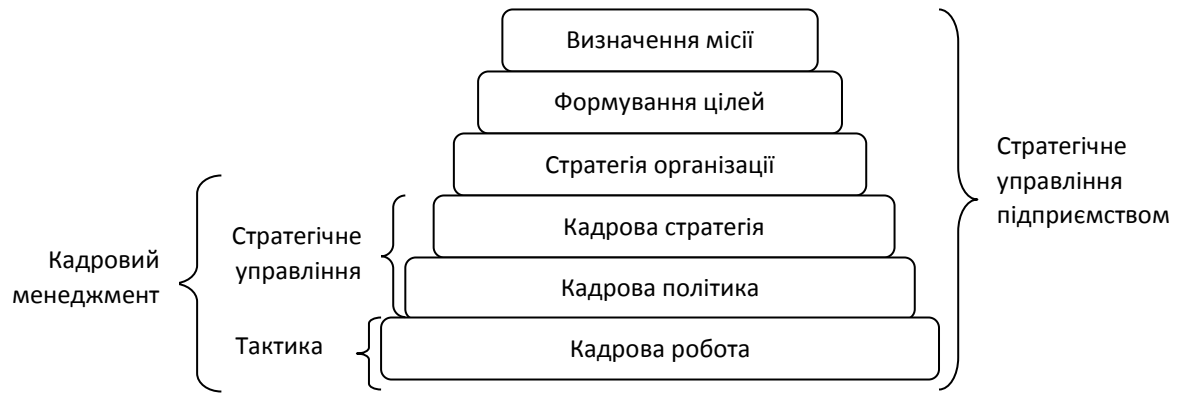 Визначення місії
Формування цілей
Стратегія організації
Кадрова стратегія
Кадрова політика
Кадрова робота
Стратегічне
управління
Тактика
Кадровий
менеджмент
Стратегічне
управління
підприємством